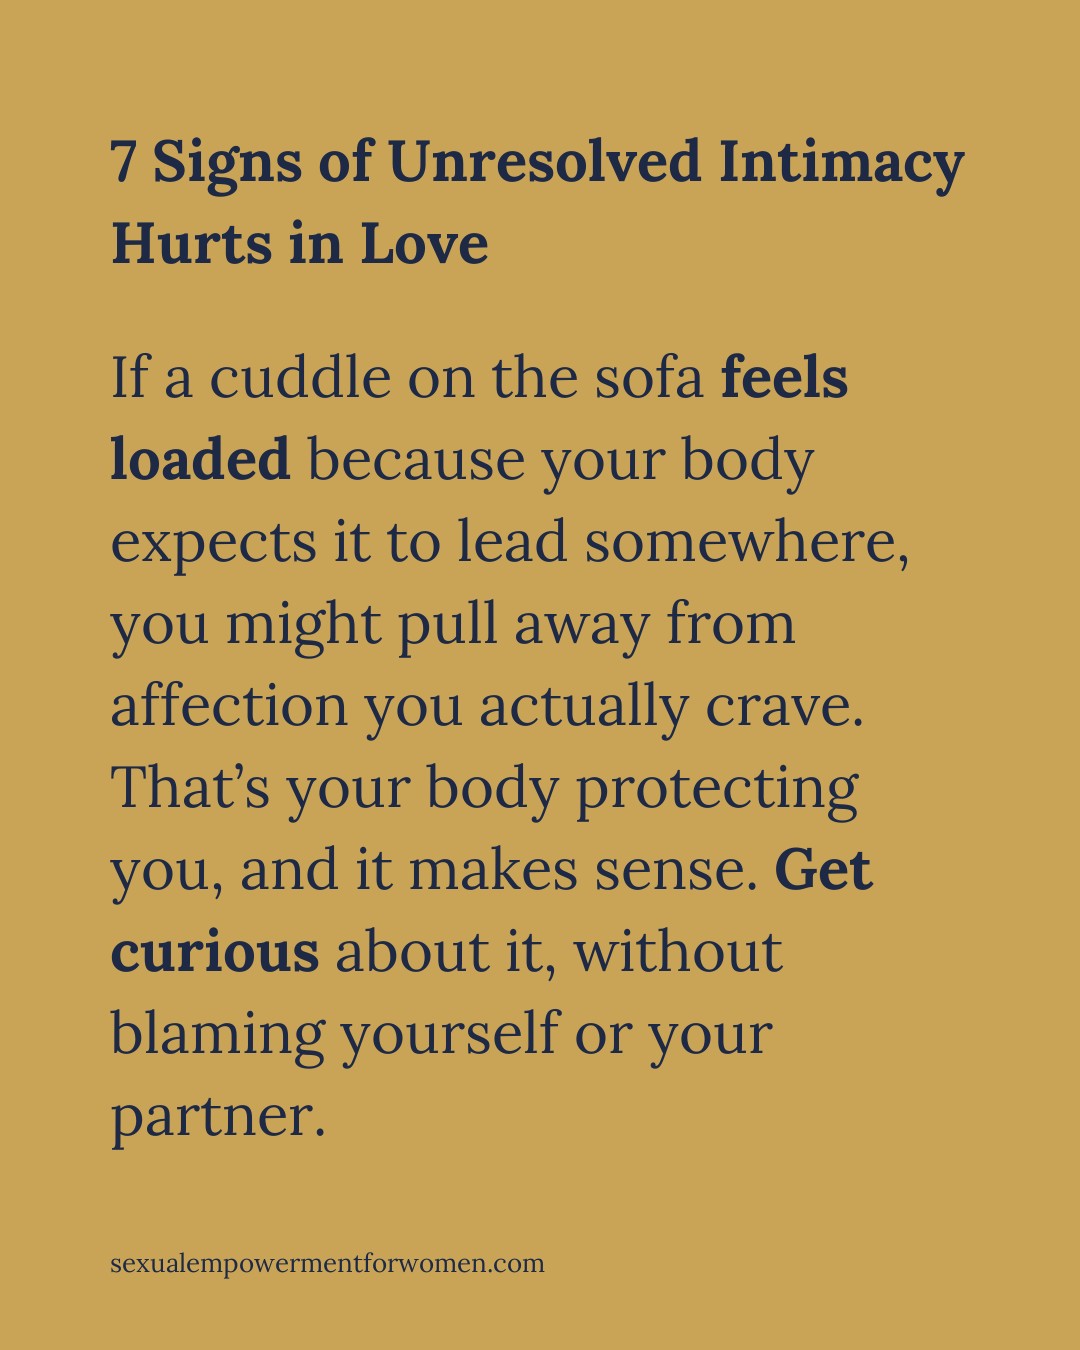 7 Signs of Unresolved Intimacy
Hurts in Love
If a cuddle on the sofa feels
loaded because your body
expects it to lead somewhere,
you might pull away from
affection you actually crave.
That’s your body protecting
you, and it makes sense. Get
curious about it, without
blaming yourself or your
partner.
sexualempowermentforwomen.com